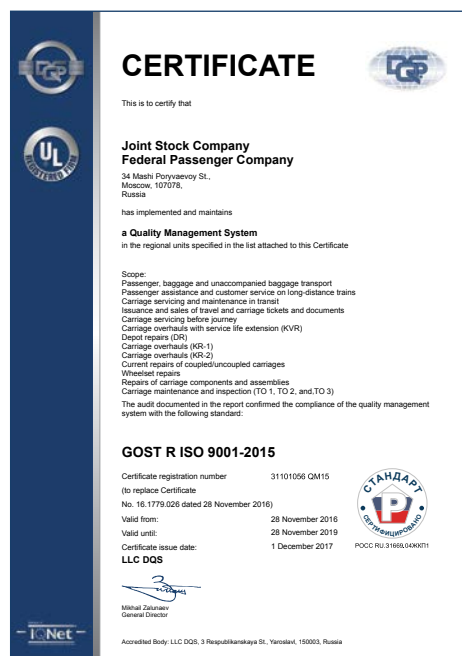 DQS
CERTIFICATE
DQS
This is to certify that
UL
REGISTERED FIRM
Joint Stock Company
Federal Passenger Company
34 Mashi Poryvaevoy St.,
Moscow, 107078,
Russia
has implemented and maintains
a Quality Management System
in the regional units specified in the list attached to this Certificate
Scope:
Passenger, baggage and unaccompanied baggage transport
Passenger assistance and customer service on long-distance trains
Carriage servicing and maintenance in transit
Issuance and sales of travel and carriage tickets and documents
Carriage servicing before journey
Carriage overhauls with service life extension (KVR)
Depot repairs (DR)
Carriage overhauls (KR-1)
Carriage overhauls (KR-2)
Current repairs of coupled/uncoupled carriages
Wheelset repairs
Repairs of carriage components and assemblies
Carriage maintenance and inspection (TO 1, TO 2, and.TO 3)
The audit documented in the report confirmed the compliance of the quality management
system with the following standard:
GOST R ISO 9001-2015
Certificate registration number 31101056 QM15
(to replace Certificate
No. 16.1779.026 dated 28 November 2016)
Valid from: 28 November 2016
Valid until: 28 November 2019
Certificate issue date: 1 December 2017
СТАНДАРТ
Р
СЕРТИФИЦИРОВАНО
РОСС RU.31669.04ЖКП1
LLC DQS
Mikhail Zalunaev
General Director
IQNet
Accredited Body: LLC DQS, 3 Respublikanskaya St., Yaroslavl, 150003, Russia